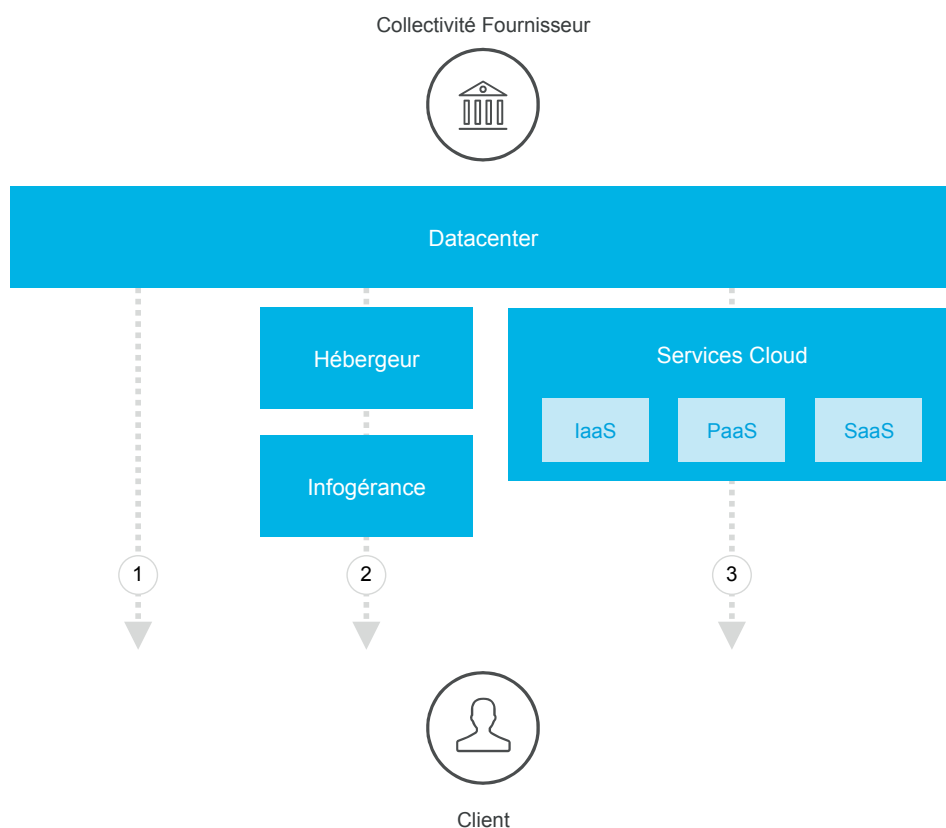 Collectivité Fournisseur
Datacenter
Hébergeur
Services Cloud
IaaS
PaaS
SaaS
Infogérance
1
2
3
Client